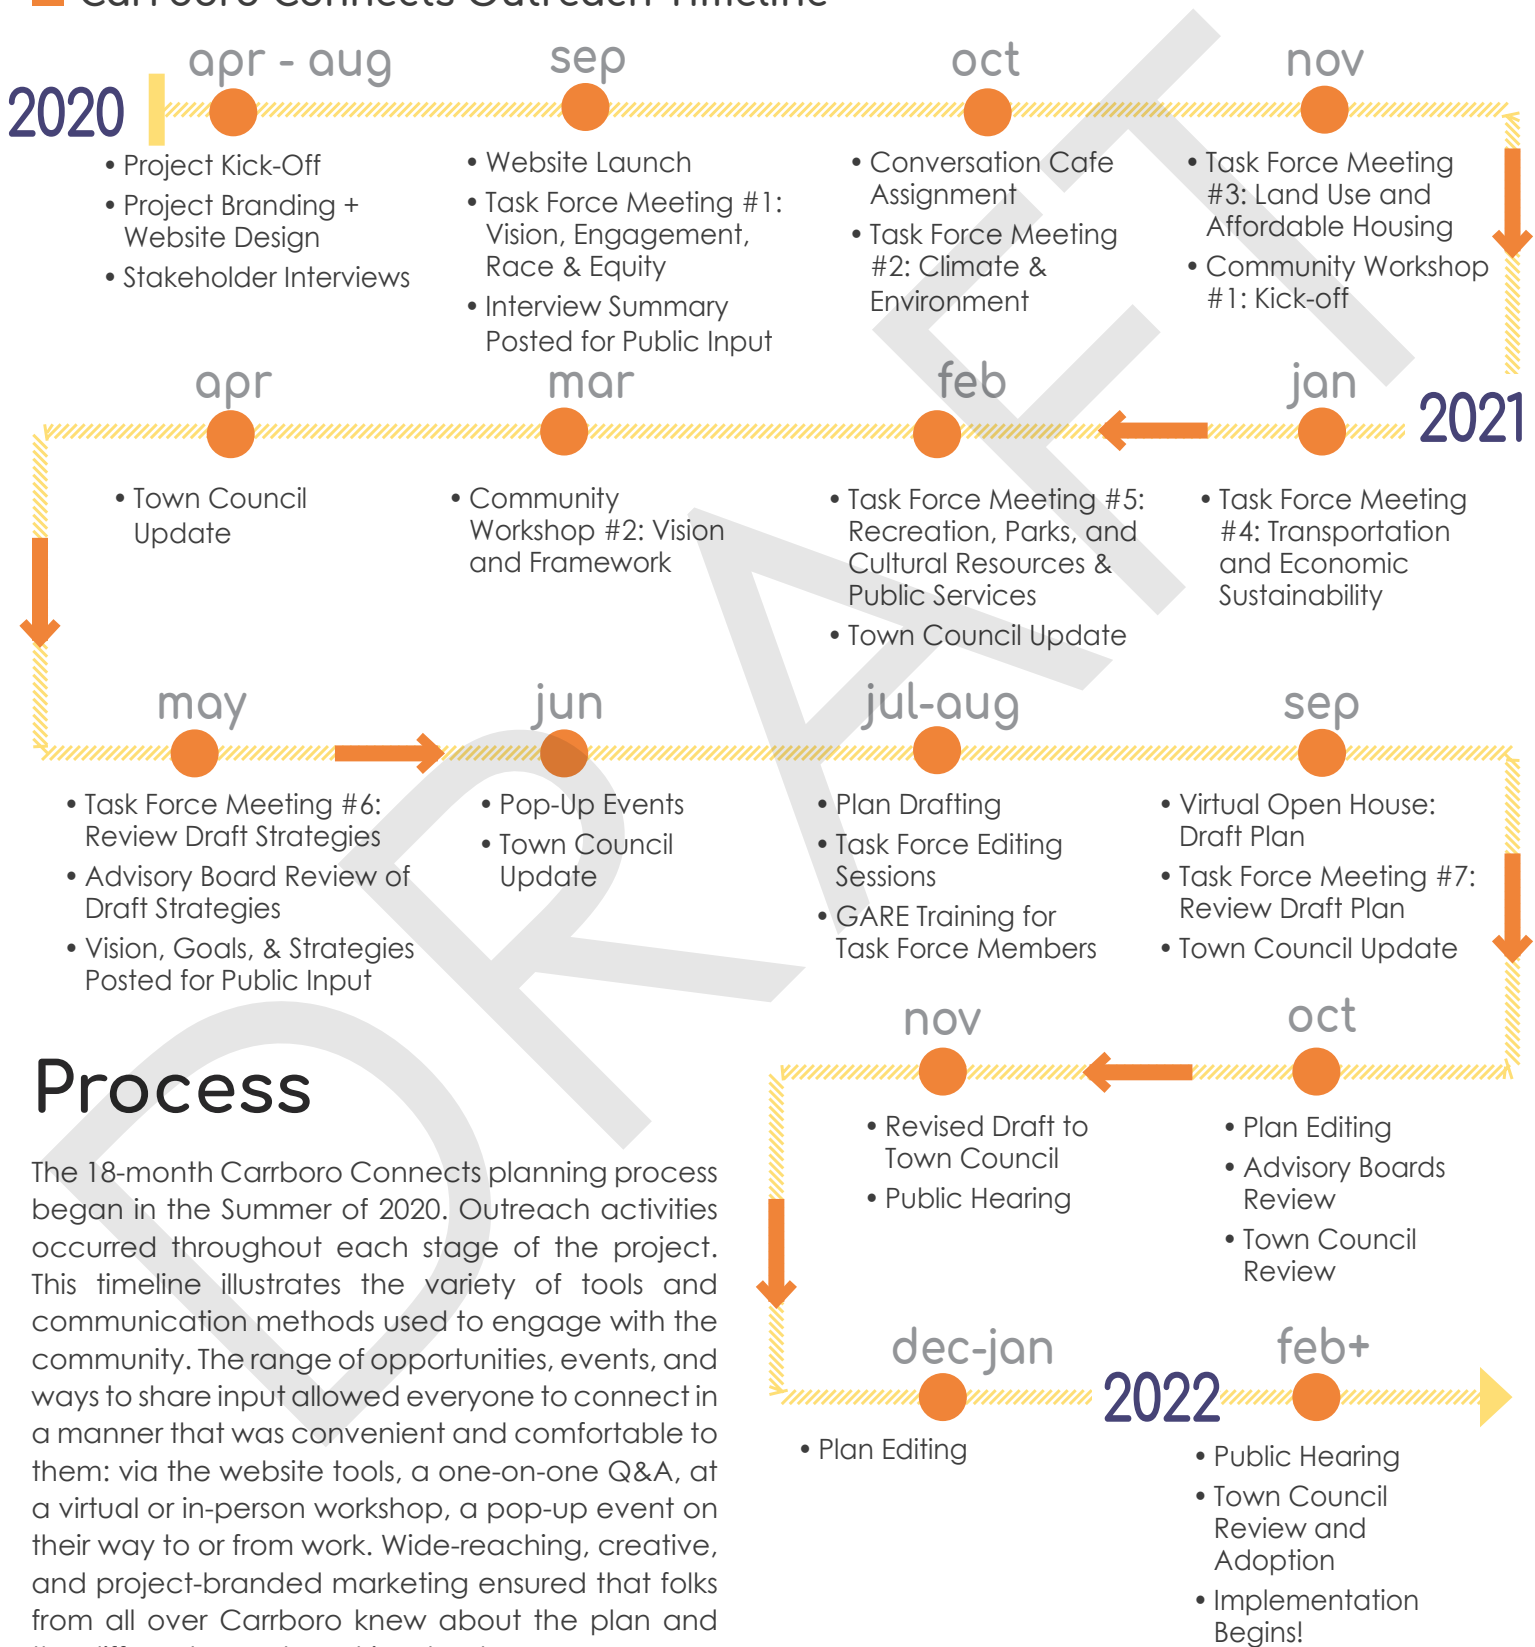 Carrboro Connects Outreach Timeline
2020
apr - aug
• Project Kick-Off
• Project Branding +
Website Design
• Stakeholder Interviews
sep
• Website Launch
• Task Force Meeting #1:
Vision, Engagement,
Race & Equity
• Interview Summary
Posted for Public Input
oct
• Conversation Cafe
Assignment
• Task Force Meeting
#2: Climate &
Environment
nov
• Task Force Meeting
#3: Land Use and
Affordable Housing
• Community Workshop
#1: Kick-off
2021
jan
• Task Force Meeting
#4: Transportation
and Economic
Sustainability
feb
• Task Force Meeting #5:
Recreation, Parks, and
Cultural Resources &
Public Services
• Town Council Update
mar
• Community
Workshop #2: Vision
and Framework
apr
• Town Council
Update
may
• Task Force Meeting #6:
Review Draft Strategies
• Advisory Board Review of
Draft Strategies
• Vision, Goals, & Strategies
Posted for Public Input
jun
• Pop-Up Events
• Town Council
Update
jul-aug
• Plan Drafting
• Task Force Editing
Sessions
• GARE Training for
Task Force Members
sep
• Virtual Open House:
Draft Plan
• Task Force Meeting #7:
Review Draft Plan
• Town Council Update
oct
• Plan Editing
• Advisory Boards
Review
• Town Council
Review
nov
• Revised Draft to
Town Council
• Public Hearing
dec-jan
• Plan Editing
2022
feb+
• Public Hearing
• Town Council
Review and
Adoption
• Implementation
Begins!
Process
The 18-month Carrboro Connects planning process
began in the Summer of 2020. Outreach activities
occurred throughout each stage of the project.
This timeline illustrates the variety of tools and
communication methods used to engage with the
community. The range of opportunities, events, and
ways to share input allowed everyone to connect in
a manner that was convenient and comfortable to
them: via the website tools, a one-on-one Q&A, at
a virtual or in-person workshop, a pop-up event on
their way to or from work. Wide-reaching, creative,
and project-branded marketing ensured that folks
from all over Carrboro knew about the plan and
DRAFT